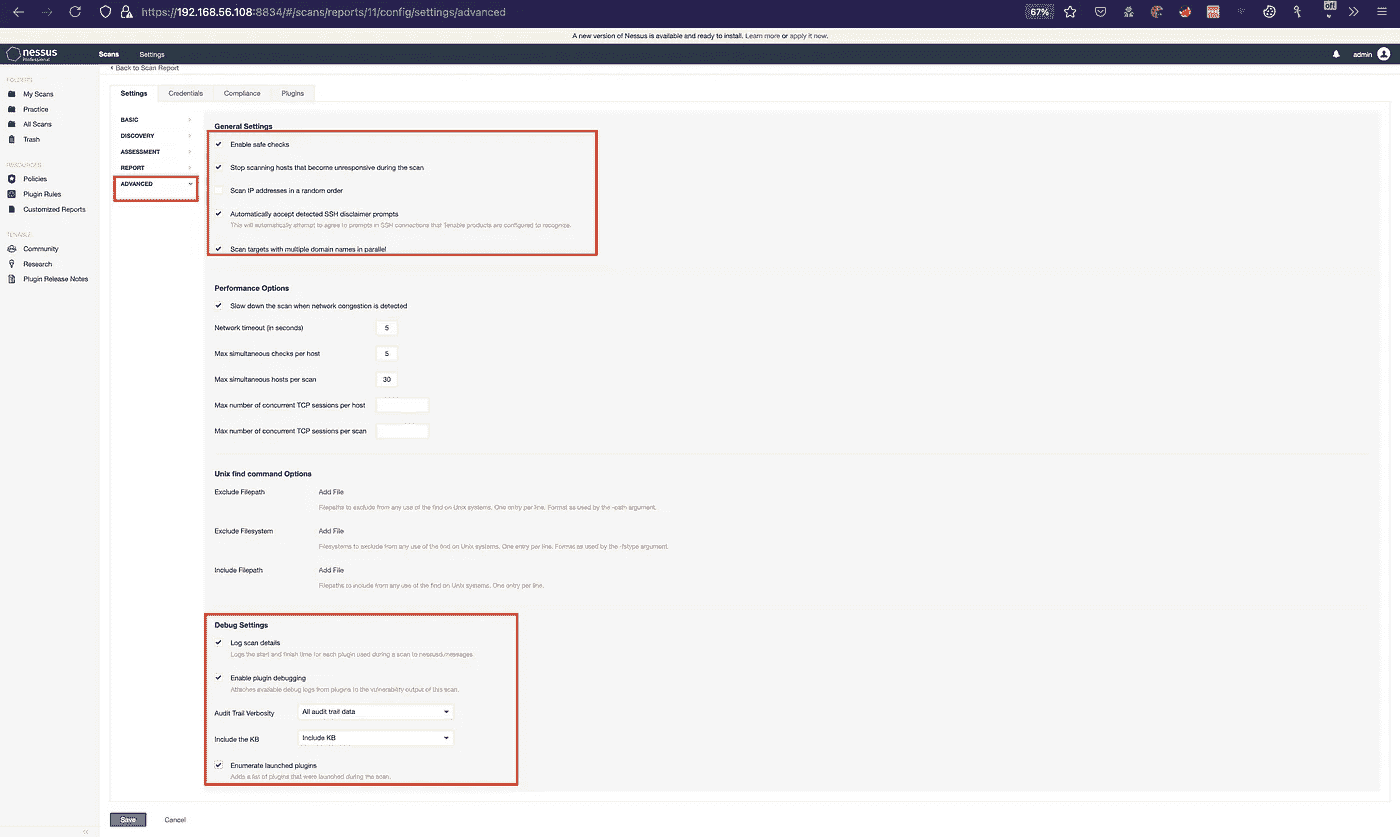 https://192.168.56.108:8834/#/scans/reports/11/config/settings/advanced
67%
off
A new version of Nessus is available and ready to install. Learn more or apply it now.
nessus
Professional
Scans
Settings
admin
FOLDERS
My Scans
Practice
All Scans
Trash
RESOURCES
Policies
Plugin Rules
Customized Reports
TENABLE
Community
Research
Plugin Release Notes
‹ Back to Scan Report
Settings
Credentials
Compliance
Plugins
BASIC
DISCOVERY
ASSESSMENT
REPORT
ADVANCED
General Settings
Enable safe checks
Stop scanning hosts that become unresponsive during the scan
Scan IP addresses in a random order
Automatically accept detected SSH disclaimer prompts
This will automatically attempt to agree to prompts in SSH connections that Tenable products are configured to recognize.
Scan targets with multiple domain names in parallel
Performance Options
Slow down the scan when network congestion is detected
Network timeout (in seconds) 5
Max simultaneous checks per host 5
Max simultaneous hosts per scan 30
Max number of concurrent TCP sessions per host
Max number of concurrent TCP sessions per scan
Unix find command Options
Exclude Filepath Add File
Filepaths to exclude from any use of the find on Unix systems. One entry per line. Format as used by the -path argument.
Exclude Filesystem Add File
Filesystems to exclude from any use of the find on Unix systems. One entry per line. Format as used by the -fstype argument.
Include Filepath Add File
Filepaths to include from any use of the find on Unix systems. One entry per line.
Debug Settings
Log scan details
Logs the start and finish time for each plugin used during a scan to nessusd.messages.
Enable plugin debugging
Attaches available debug logs from plugins to the vulnerability output of this scan.
Audit Trail Verbosity All audit trail data
Include the KB Include KB
Enumerate launched plugins
Adds a list of plugins that were launched during the scan.
Save Cancel